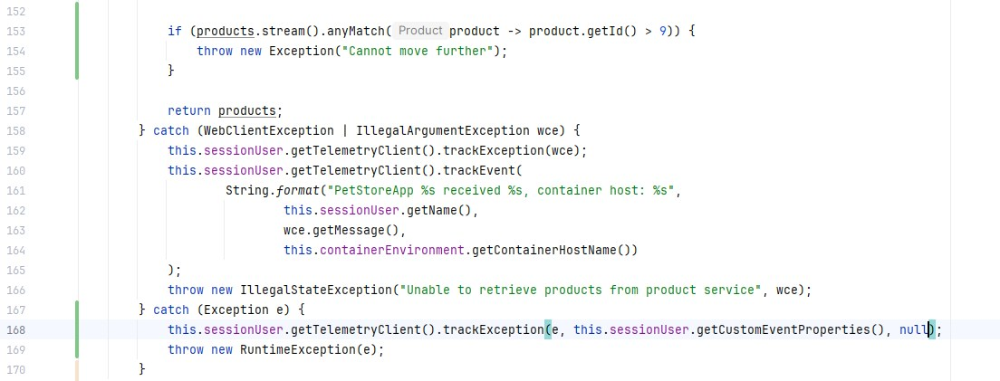 152
153 if (products.stream().anyMatch( Product product -> product.getId() > 9)) {
154 throw new Exception("Cannot move further");
155 }
156
157 return products;
158 } catch (WebClientException | IllegalArgumentException wce) {
159 this.sessionUser.getTelemetryClient().trackException(wce);
160 this.sessionUser.getTelemetryClient().trackEvent(
161 String.format("PetStoreApp %s received %s, container host: %s",
162 this.sessionUser.getName(),
163 wce.getMessage(),
164 this.containerEnvironment.getContainerHostName())
165 );
166 throw new IllegalStateException("Unable to retrieve products from product service", wce);
167 } catch (Exception e) {
168 this.sessionUser.getTelemetryClient().trackException(e, this.sessionUser.getCustomEventProperties(), null);
169 throw new RuntimeException(e);
170 }